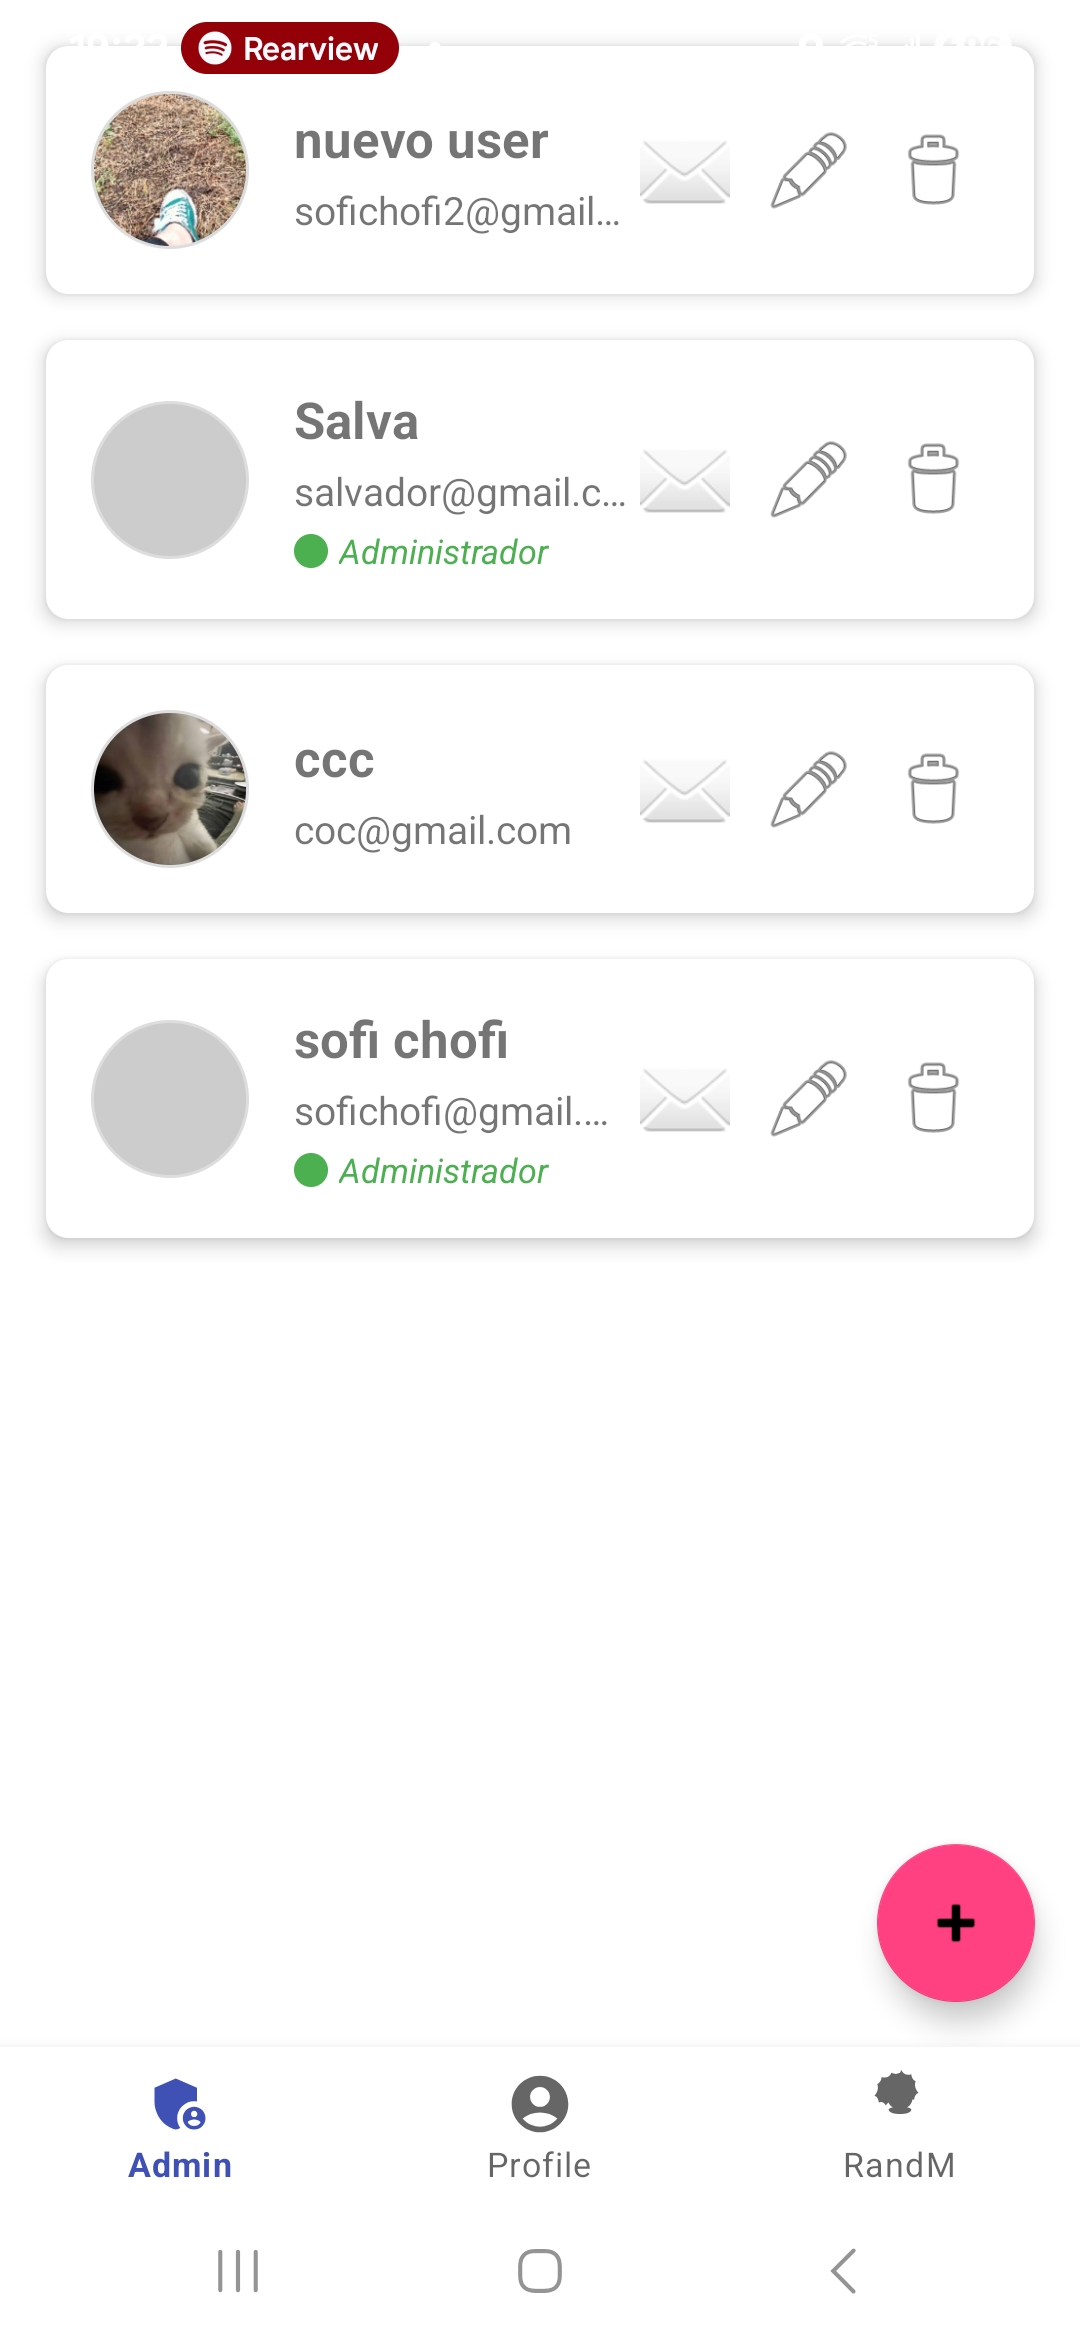 Rearview
nuevo user
sofichofi2@gmail...
Salva
salvador@gmail.c...
Administrador
ccc
coc@gmail.com
sofi chofi
sofichofi@gmail....
Administrador
Admin
Profile
RandM